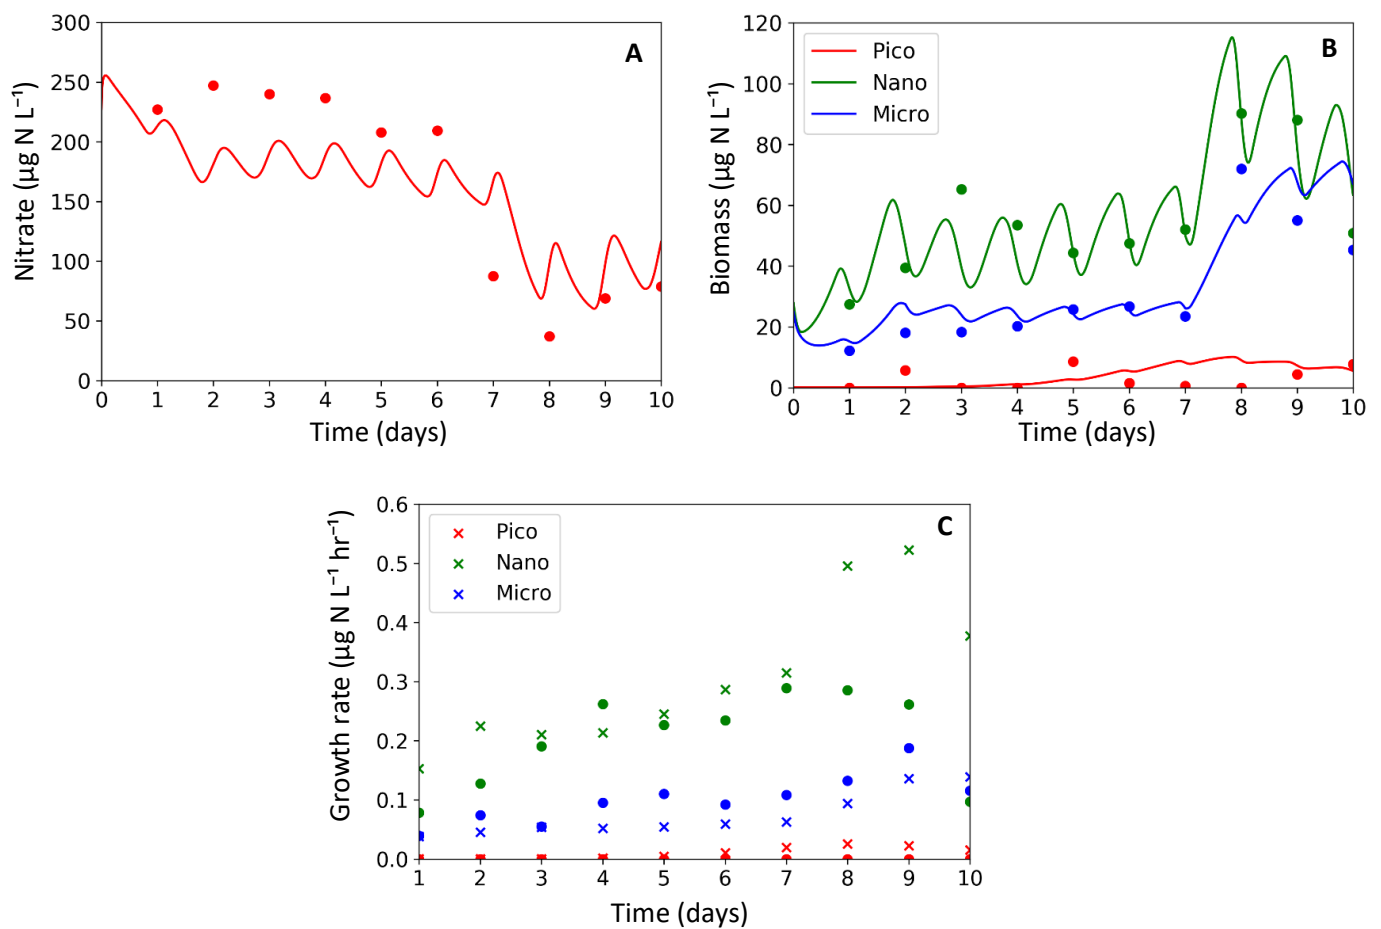 A
Nitrate (µg N L⁻¹)
300
250
200
150
100
50
0
0 1 2 3 4 5 6 7 8 9 10
Time (days)
B
Pico
Nano
Micro
Biomass (µg N L⁻¹)
120
100
80
60
40
20
0
0 1 2 3 4 5 6 7 8 9 10
Time (days)
C
Pico
Nano
Micro
Growth rate (µg N L⁻¹ hr⁻¹)
0.6
0.5
0.4
0.3
0.2
0.1
0.0
1 2 3 4 5 6 7 8 9 10
Time (days)